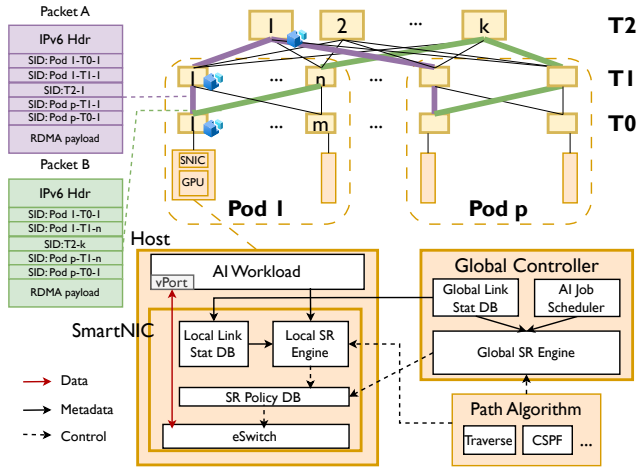 Packet A
IPv6 Hdr
SID: Pod 1-T0-1
SID: Pod 1-T1-1
SID: T2-1
SID: Pod p-T1-1
SID: Pod p-T0-1
RDMA payload
Packet B
IPv6 Hdr
SID: Pod 1-T0-1
SID: Pod 1-T1-n
SID: T2-k
SID: Pod p-T1-n
SID: Pod p-T0-1
RDMA payload
1 2 ... k T2
1 ... n ... T1
1 ... m ... T0
SNIC
GPU
Pod 1 Pod p
Host
AI Workload
vPort
SmartNIC
Local Link
Stat DB
Local SR
Engine
SR Policy DB
eSwitch
Global Controller
Global Link
Stat DB
AI Job
Scheduler
Global SR Engine
Path Algorithm
Traverse CSPF ...
Data
Metadata
Control